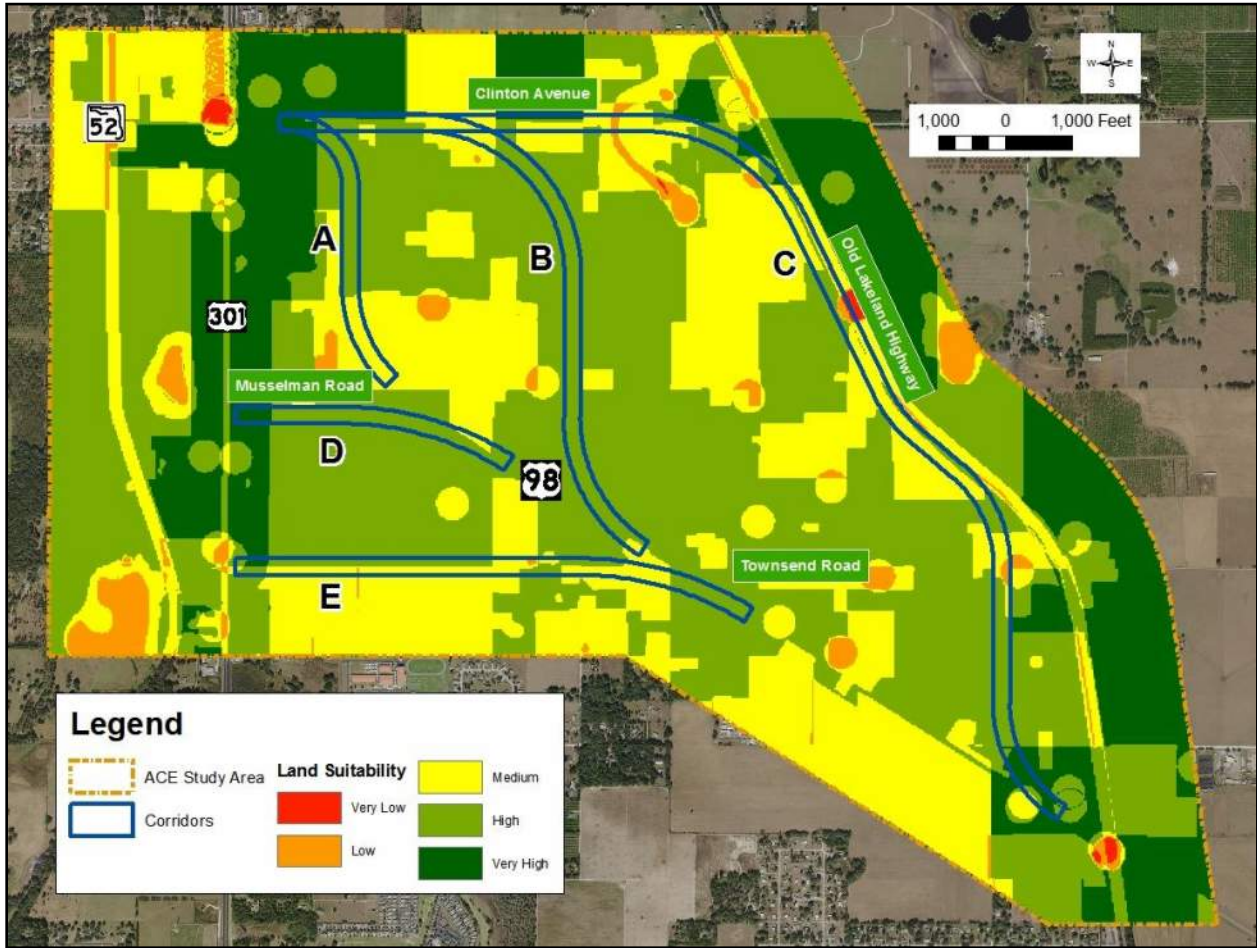 N
W E
S
52
Clinton Avenue
1,000 0 1,000 Feet
A
B
C
Old Lakeland Highway
301
Musselman Road
D
98
Townsend Road
E
Legend
ACE Study Area
Corridors
Land Suitability
Very Low
Low
Medium
High
Very High